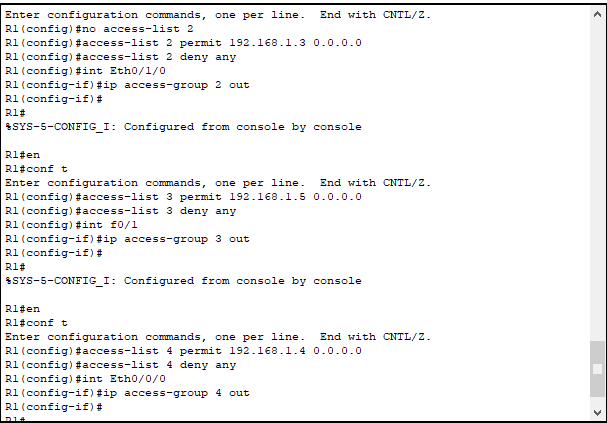 Enter configuration commands, one per line.  End with CNTL/Z.
R1(config)#no access-list 2
R1(config)#access-list 2 permit 192.168.1.3 0.0.0.0
R1(config)#access-list 2 deny any
R1(config)#int Eth0/1/0
R1(config-if)#ip access-group 2 out
R1(config-if)#
R1#
%SYS-5-CONFIG_I: Configured from console by console
R1#en
R1#conf t
Enter configuration commands, one per line.  End with CNTL/Z.
R1(config)#access-list 3 permit 192.168.1.5 0.0.0.0
R1(config)#access-list 3 deny any
R1(config)#int f0/1
R1(config-if)#ip access-group 3 out
R1(config-if)#
R1#
%SYS-5-CONFIG_I: Configured from console by console
R1#en
R1#conf t
Enter configuration commands, one per line.  End with CNTL/Z.
R1(config)#access-list 4 permit 192.168.1.4 0.0.0.0
R1(config)#access-list 4 deny any
R1(config)#int Eth0/0/0
R1(config-if)#ip access-group 4 out
R1(config-if)#
R1#